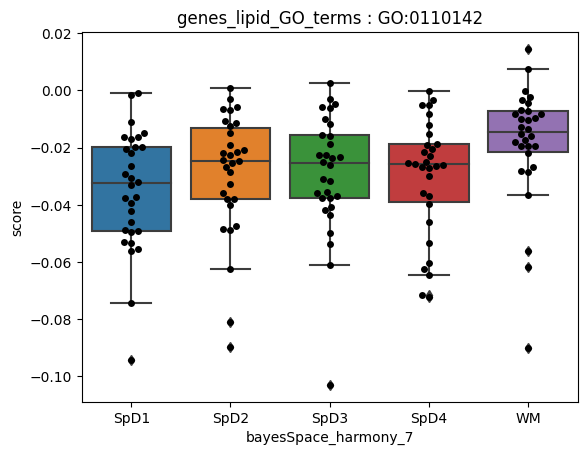 genes_lipid_GO_terms : GO:0110142
0.02
0.00
−0.02
−0.04
−0.06
−0.08
−0.10
score
SpD1 SpD2 SpD3 SpD4 WM
bayesSpace_harmony_7